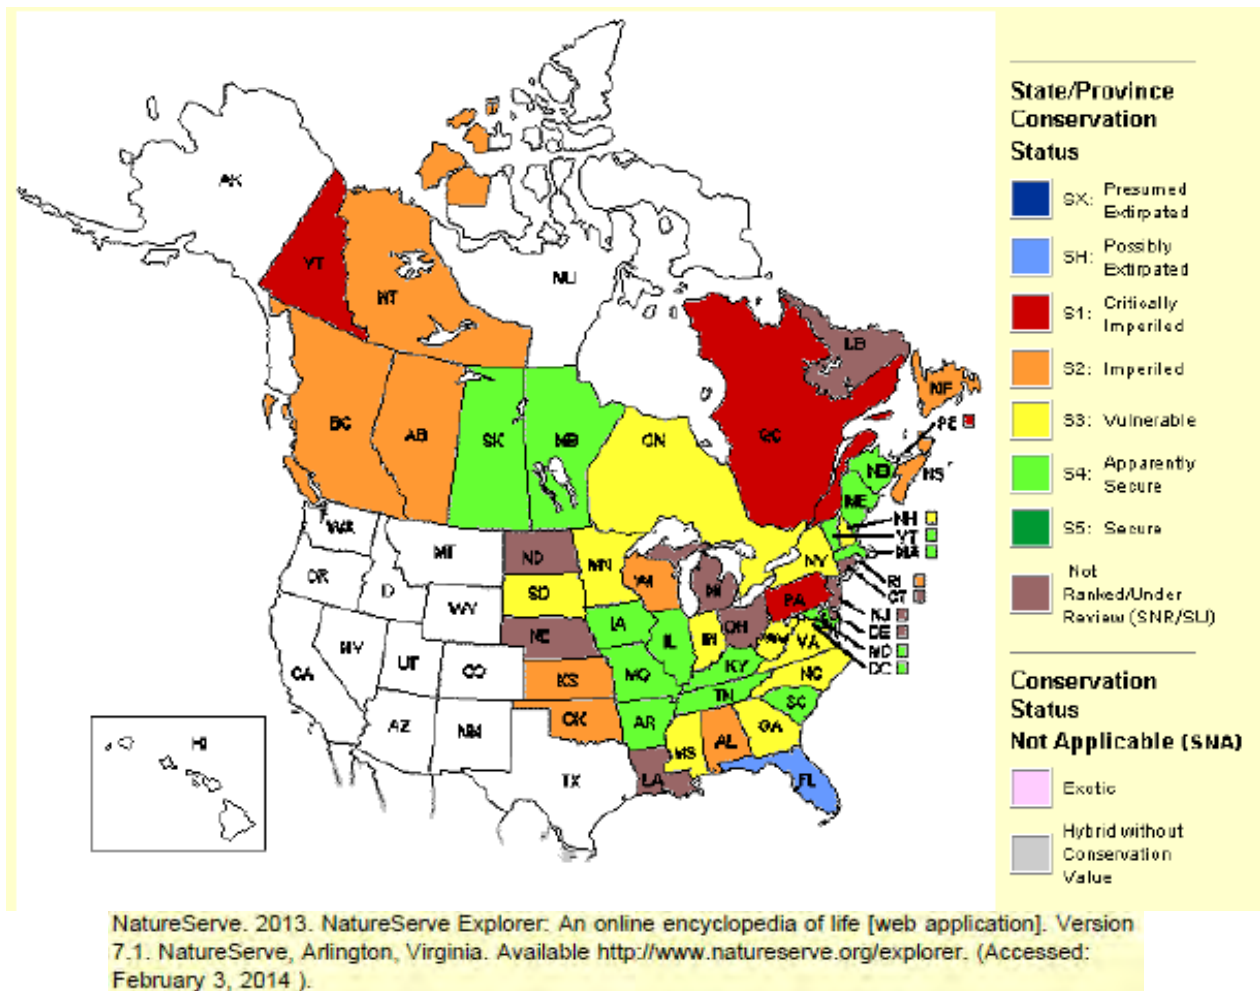 State/Province
Conservation
Status
SX: Presumed
Extirpated
SH: Possibly
Extirpated
S1: Critically
Imperiled
S2: Imperiled
S3: Vulnerable
S4: Apparently
Secure
S5: Secure
Not
Ranked/Under
Review (SNR/SU)
Conservation
Status
Not Applicable (SNA)
Exotic
Hybrid without
Conservation
Value
AK
YT
NT
NU
LB
NF
BC
AB
SK
MB
ON
QC
PE
NB
NS
ME
WA
MT
ND
MN
NH
VT
MA
OR
ID
WY
SD
WI
MI
NY
RI
CT
PA
NJ
DE
MD
DC
NV
UT
CO
NE
IA
IL
IN
OH
WV
VA
CA
KS
MO
KY
NC
AZ
NM
OK
AR
TN
SC
HI
TX
LA
MS
AL
GA
FL
NatureServe. 2013. NatureServe Explorer: An online encyclopedia of life [web application]. Version
7.1. NatureServe, Arlington, Virginia. Available http://www.natureserve.org/explorer. (Accessed:
February 3, 2014 ).